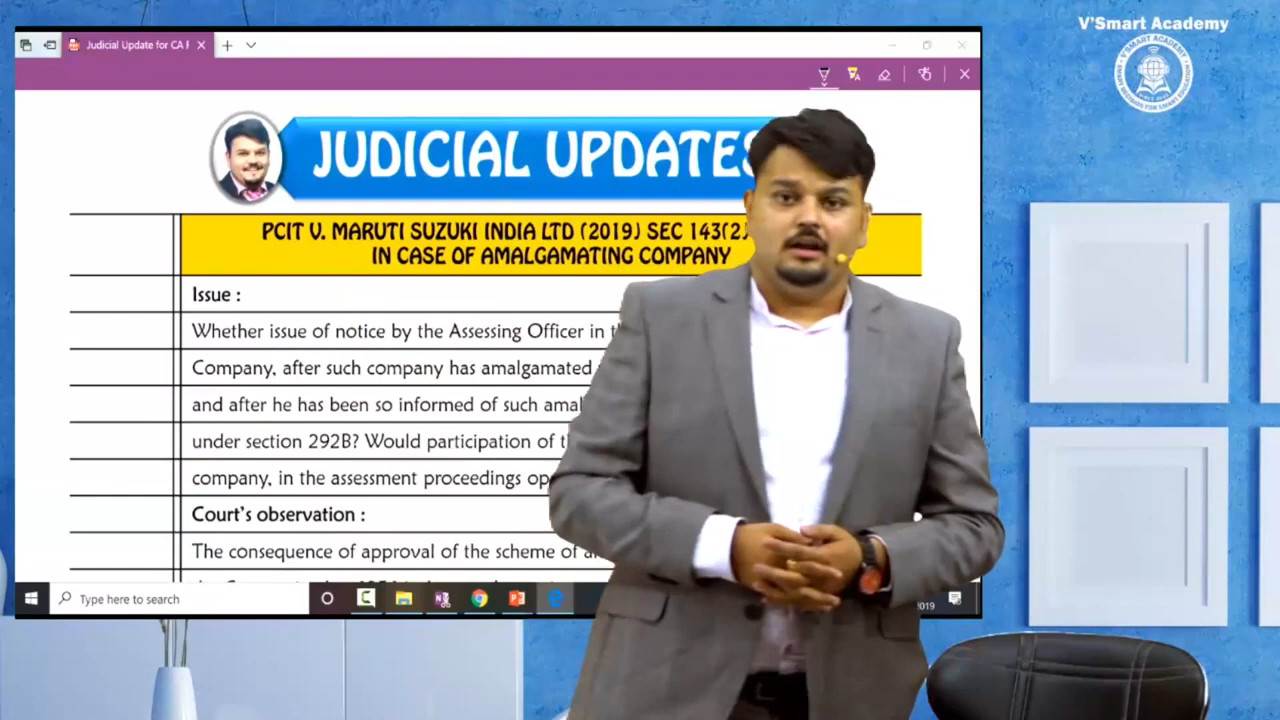 V'Smart Academy
Judicial Update for CA F
JUDICIAL UPDATES
PCIT V. MARUTI SUZUKI INDIA LTD (2019) SEC 143(2)
IN CASE OF AMALGAMATING COMPANY
Issue :
Whether issue of notice by the Assessing Officer in
Company, after such company has amalgamated
and after he has been so informed of such
under section 292B? Would participation of
company, in the assessment proceedings
Court's observation :
The consequence of approval of the scheme of
Type here to search
2019